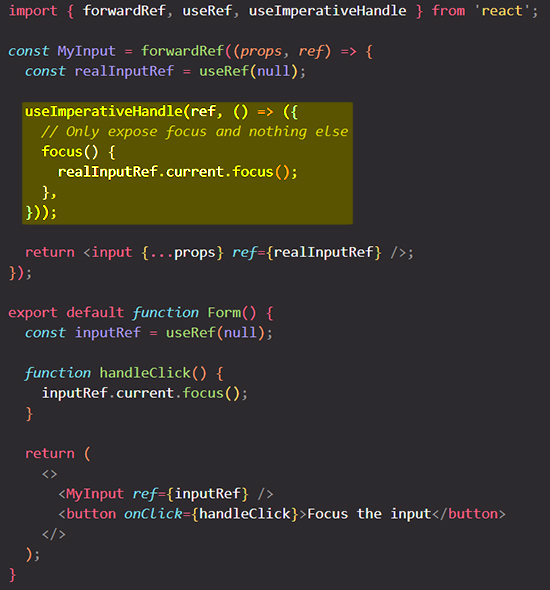 import { forwardRef, useRef, useImperativeHandle } from 'react';

const MyInput = forwardRef((props, ref) => {
  const realInputRef = useRef(null);

  useImperativeHandle(ref, () => ({
    // Only expose focus and nothing else
    focus() {
      realInputRef.current.focus();
    },
  }));

  return <input {...props} ref={realInputRef} />;
});

export default function Form() {
  const inputRef = useRef(null);

  function handleClick() {
    inputRef.current.focus();
  }

  return (
    <>
      <MyInput ref={inputRef} />
      <button onClick={handleClick}>Focus the input</button>
    </>
  );
}